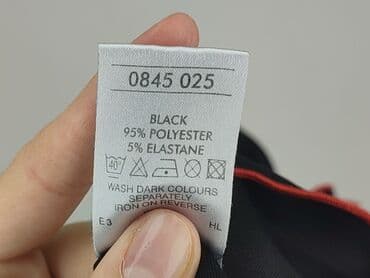 0845 025
BLACK
95% POLYESTER
5% ELASTANE
40°
WASH DARK COLOURS
SEPARATELY
IRON ON REVERSE
E3 HL